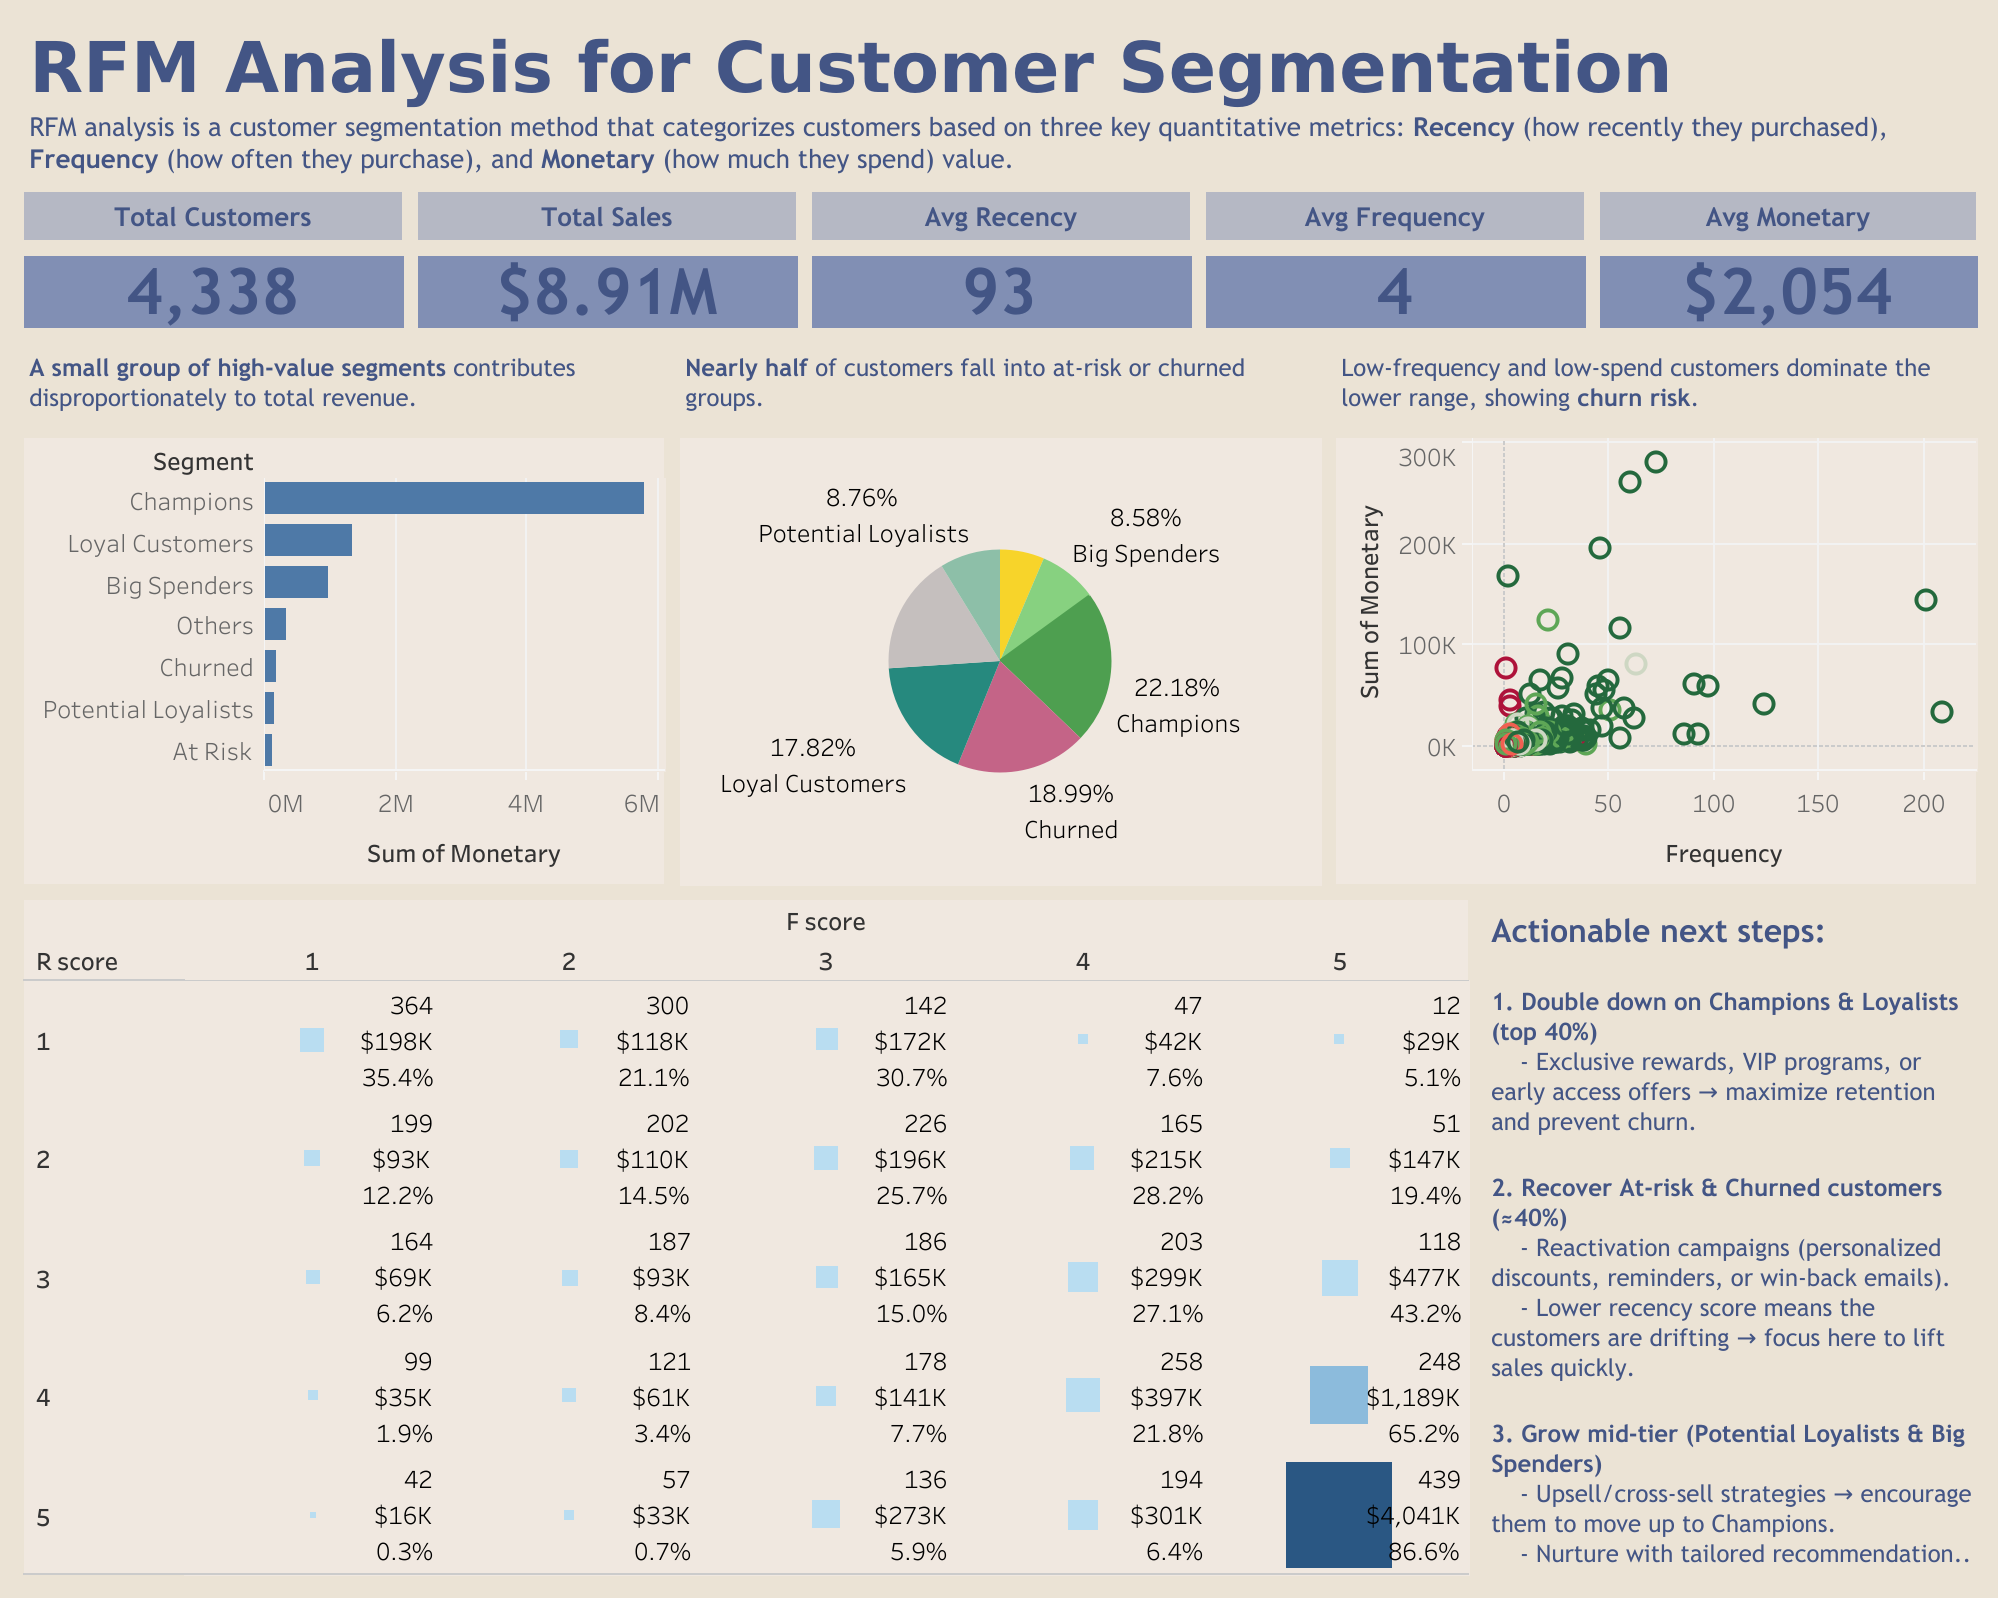 RFM Analysis for Customer Segmentation
RFM analysis is a customer segmentation method that categorizes customers based on three key quantitative metrics: Recency (how recently they purchased),
Frequency (how often they purchase), and Monetary (how much they spend) value.
Total Customers
Total Sales
Avg Recency
Avg Frequency
Avg Monetary
4,338
$8.91M
93
4
$2,054
A small group of high-value segments contributes
disproportionately to total revenue.
Nearly half of customers fall into at-risk or churned
groups.
Low-frequency and low-spend customers dominate the
lower range, showing churn risk.
Segment
Champions
Loyal Customers
Big Spenders
Others
Churned
Potential Loyalists
At Risk
0M 2M 4M 6M
Sum of Monetary
8.76%
Potential Loyalists
8.58%
Big Spenders
22.18%
Champions
17.82%
Loyal Customers
18.99%
Churned
300K
200K
100K
0K
Sum of Monetary
0 50 100 150 200
Frequency
F score
R score 1 2 3 4 5
364 300 142 47 12
1 $198K $118K $172K $42K $29K
35.4% 21.1% 30.7% 7.6% 5.1%
199 202 226 165 51
2 $93K $110K $196K $215K $147K
12.2% 14.5% 25.7% 28.2% 19.4%
164 187 186 203 118
3 $69K $93K $165K $299K $477K
6.2% 8.4% 15.0% 27.1% 43.2%
99 121 178 258 248
4 $35K $61K $141K $397K $1,189K
1.9% 3.4% 7.7% 21.8% 65.2%
42 57 136 194 439
5 $16K $33K $273K $301K $4,041K
0.3% 0.7% 5.9% 6.4% 86.6%
Actionable next steps:
1. Double down on Champions & Loyalists
(top 40%)
- Exclusive rewards, VIP programs, or
early access offers → maximize retention
and prevent churn.
2. Recover At-risk & Churned customers
(≈40%)
- Reactivation campaigns (personalized
discounts, reminders, or win-back emails).
- Lower recency score means the
customers are drifting → focus here to lift
sales quickly.
3. Grow mid-tier (Potential Loyalists & Big
Spenders)
- Upsell/cross-sell strategies → encourage
them to move up to Champions.
- Nurture with tailored recommendation..